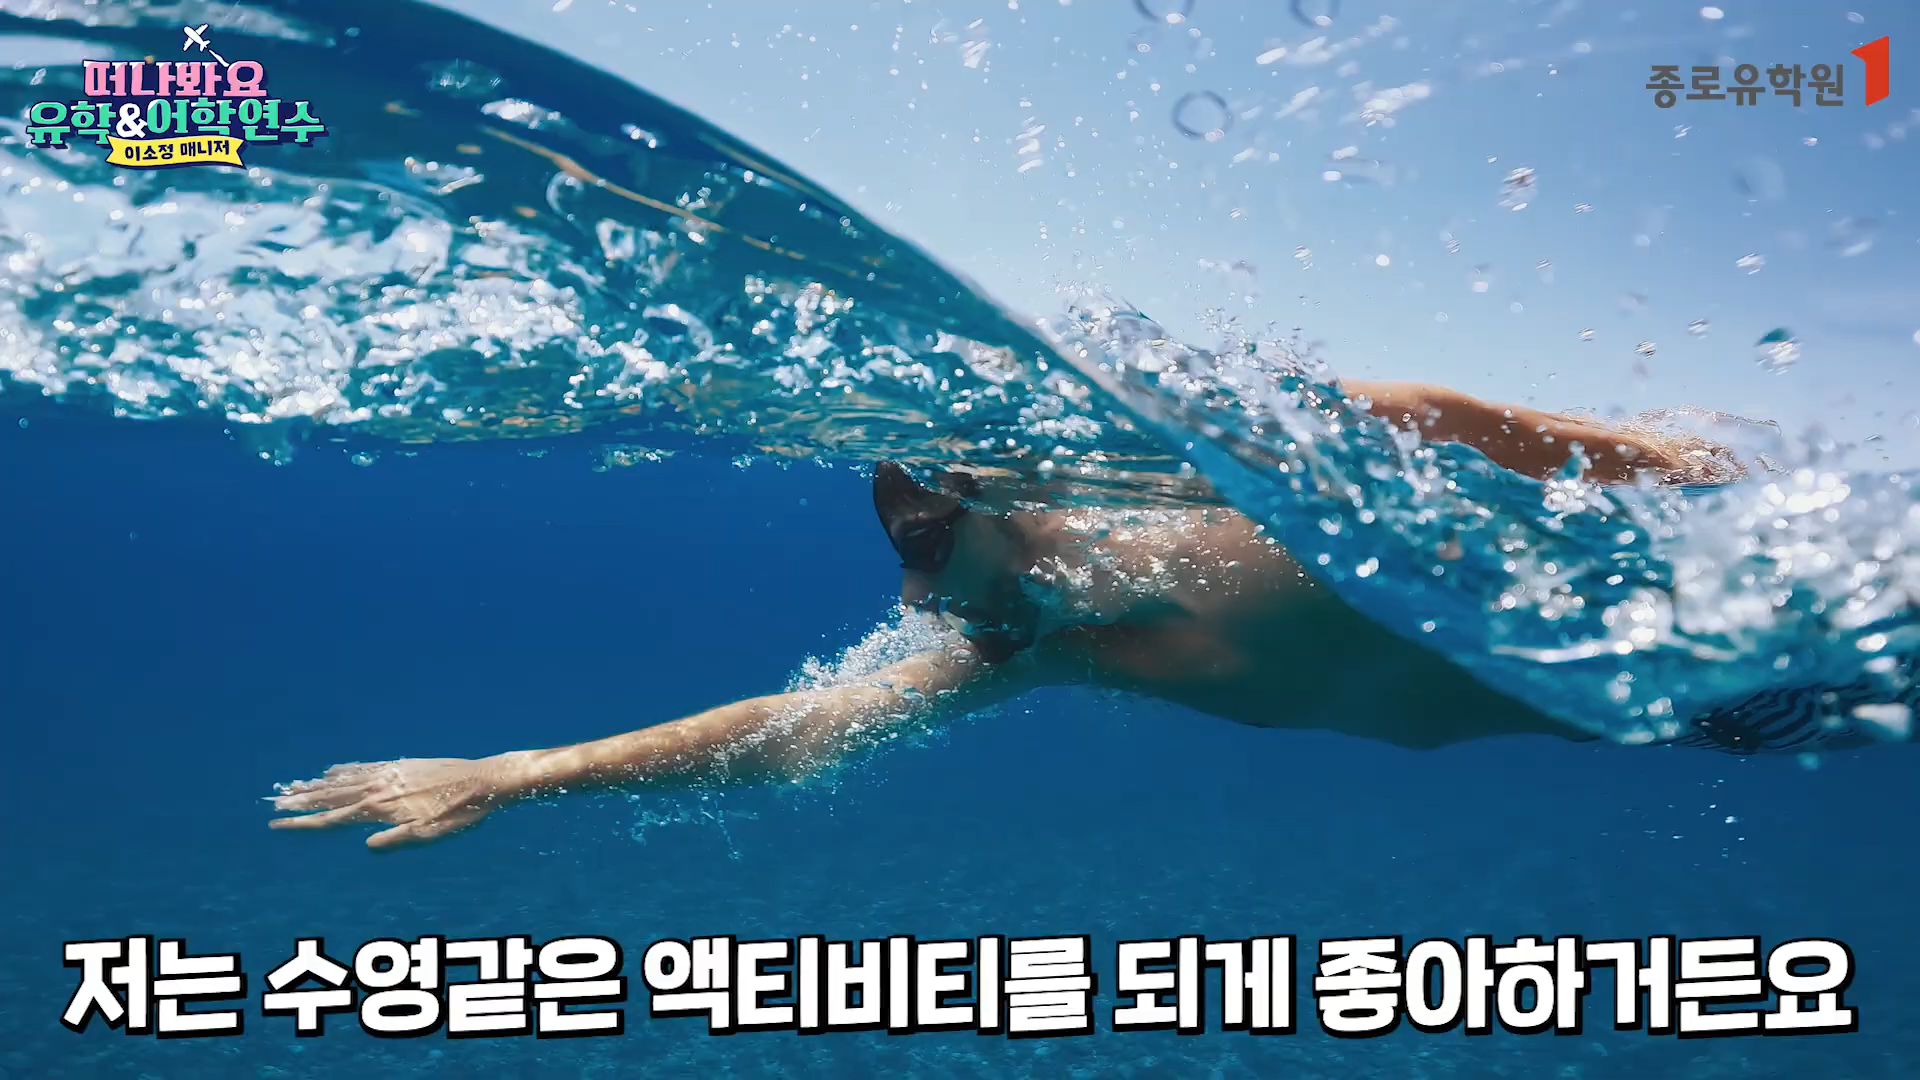 떠나봐요
유학&어학연수
이소정 매니저
종로유학원
저는 수영같은 액티비티를 되게 좋아하거든요